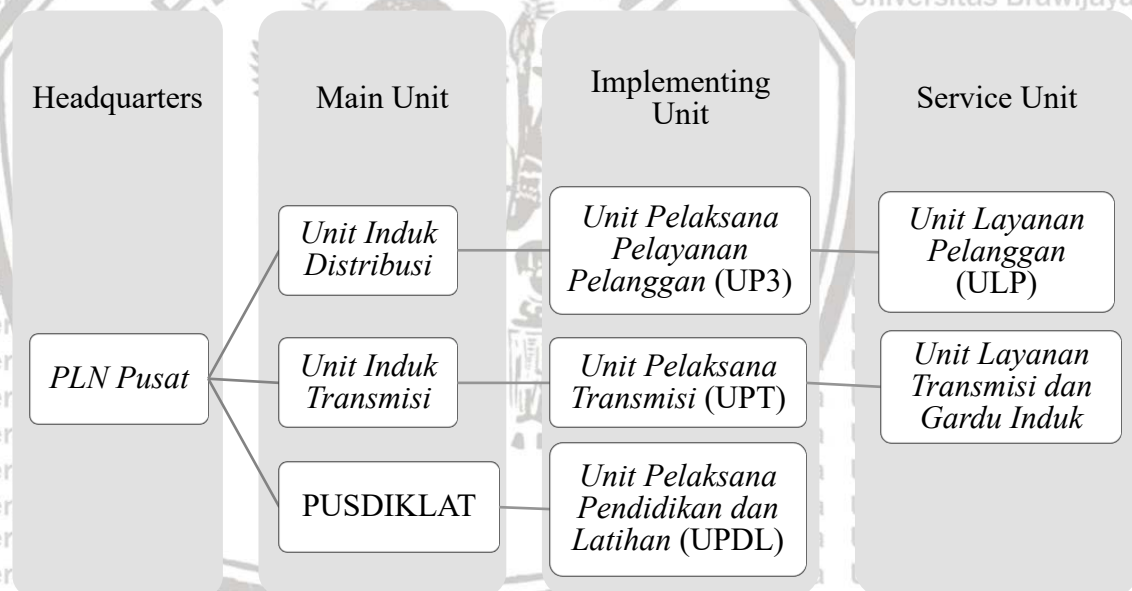 Universitas Brawijaya
Headquarters
Main Unit
Implementing
Unit
Service Unit
PLN Pusat
Unit Induk
Distribusi
Unit Induk
Transmisi
PUSDIKLAT
Unit Pelaksana
Pelayanan
Pelanggan (UP3)
Unit Pelaksana
Transmisi (UPT)
Unit Pelaksana
Pendidikan dan
Latihan (UPDL)
Unit Layanan
Pelanggan
(ULP)
Unit Layanan
Transmisi dan
Gardu Induk